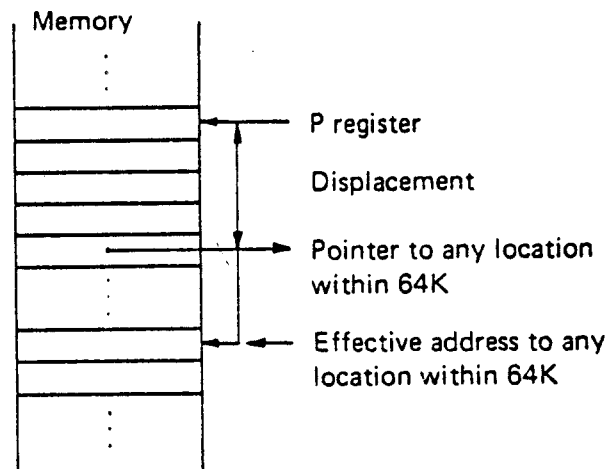 Memory
P register
Displacement
Pointer to any location
within 64K
Effective address to any
location within 64K